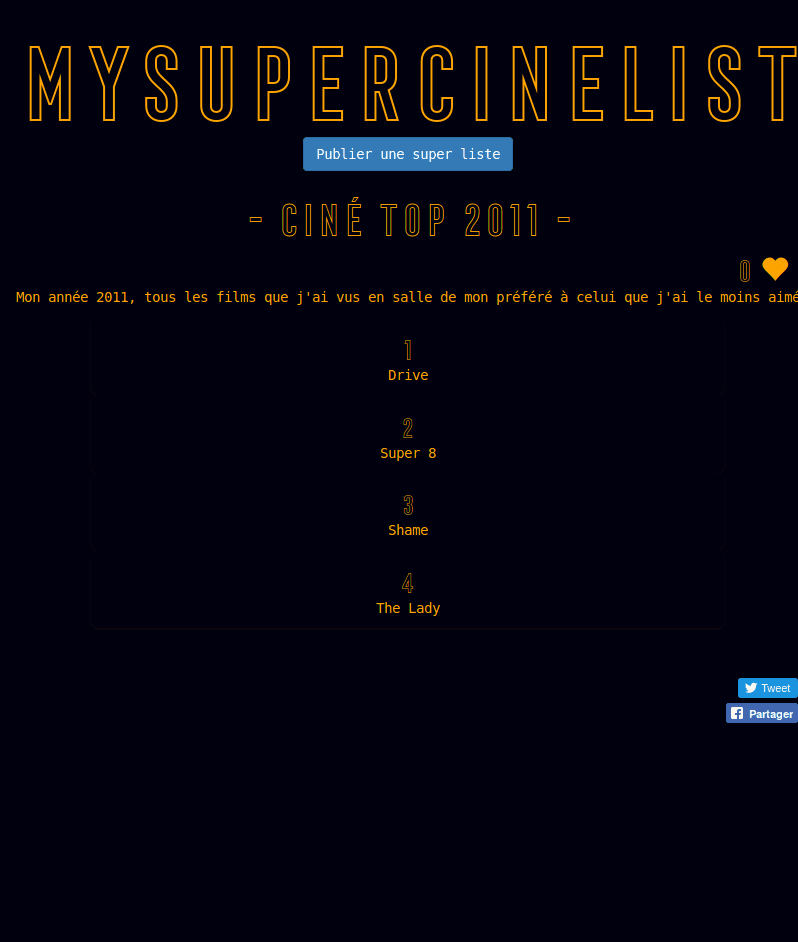 MYSUPERCINELIST
Publier une super liste
- CINÉ TOP 2011 -
0
Mon année 2011, tous les films que j'ai vus en salle de mon préféré à celui que j'ai le moins aimé
1
Drive
2
Super 8
3
Shame
4
The Lady
Tweet
Partager